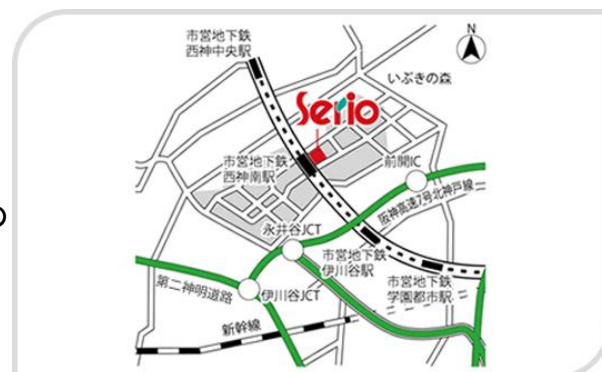 市営地下鉄
西神中央駅
N
いぶきの森
Serio
市営地下鉄
西神南駅
前開IC
阪神高速7号北神戸線
永井谷JCT
市営地下鉄
伊川谷駅
市営地下鉄
学園都市駅
第二神明道路
伊川谷JCT
新幹線